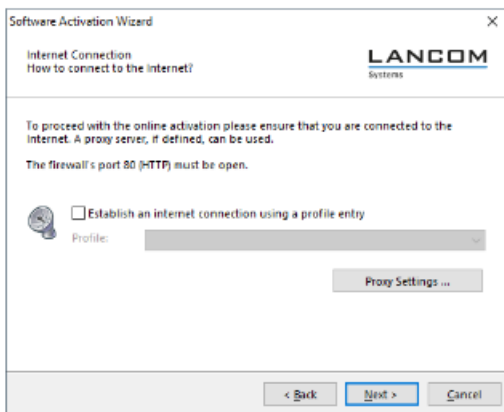 Software Activation Wizard
Internet Connection
How to connect to the Internet?
LANCOM
Systems
To proceed with the online activation please ensure that you are connected to the
Internet. A proxy server, if defined, can be used.
The firewall's port 80 (HTTP) must be open.
Establish an internet connection using a profile entry
Profile:
Proxy Settings ...
< Back
Next >
Cancel